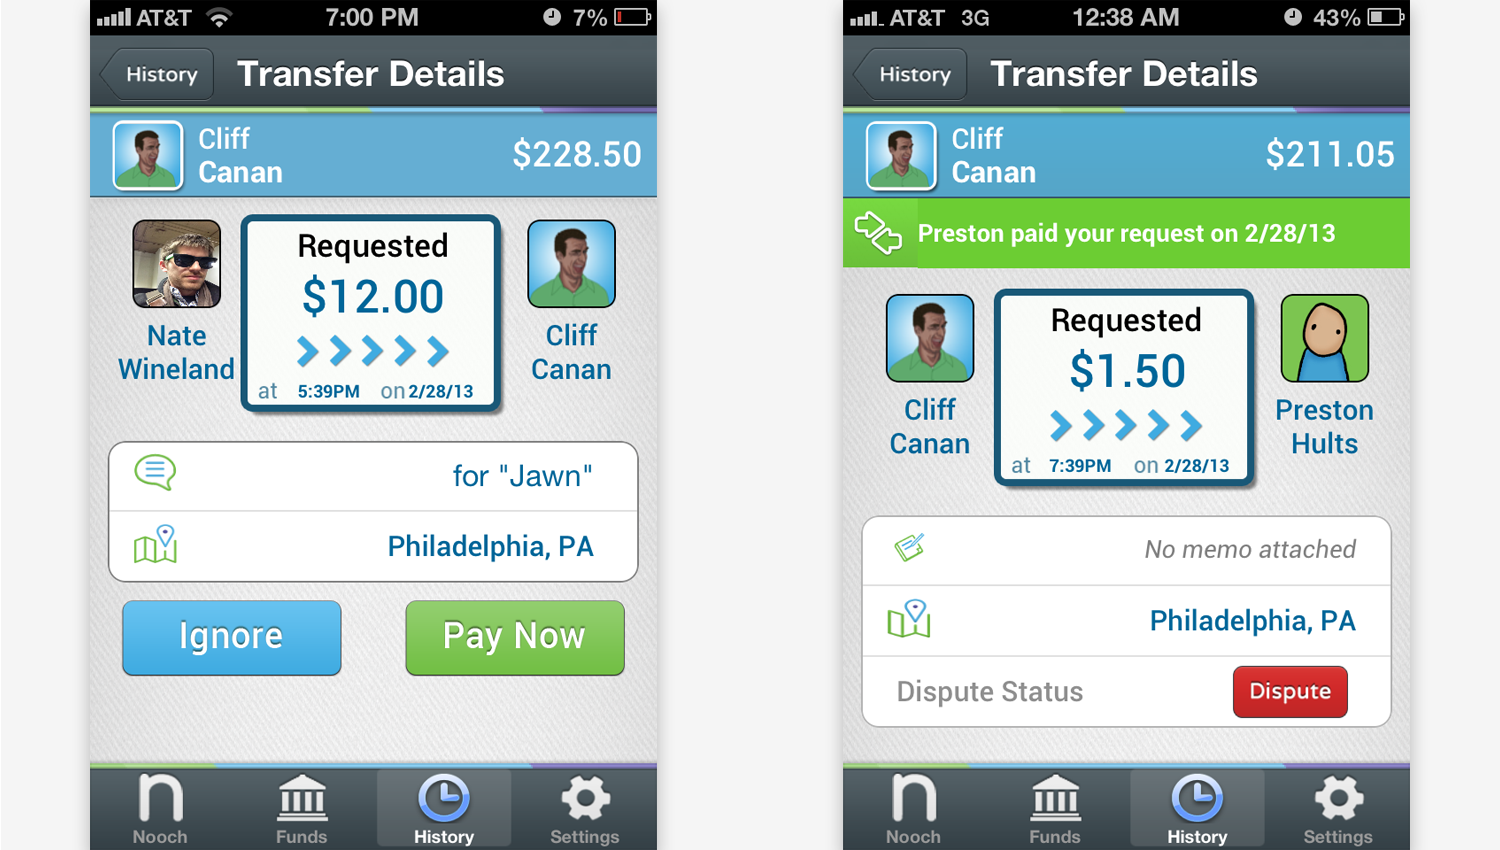 AT&T 7:00 PM 7%
History Transfer Details
Cliff
Canan
$228.50
Requested
$12.00
at 5:39PM on 2/28/13
Nate
Wineland
Cliff
Canan
for "Jawn"
Philadelphia, PA
Ignore Pay Now
n
Nooch Funds History Settings
AT&T 3G 12:38 AM 43%
History Transfer Details
Cliff
Canan
$211.05
Preston paid your request on 2/28/13
Requested
$1.50
at 7:39PM on 2/28/13
Cliff
Canan
Preston
Hults
No memo attached
Philadelphia, PA
Dispute Status Dispute
n
Nooch Funds History Settings